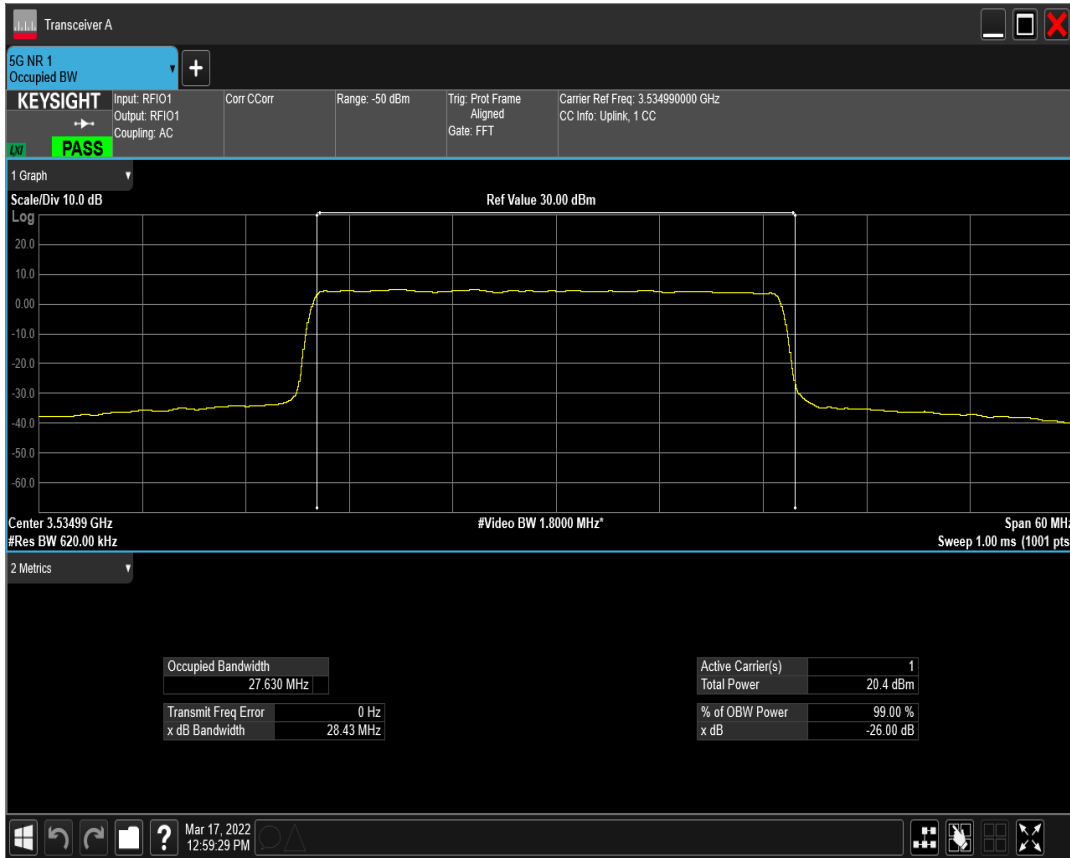 Transceiver A
5G NR 1
Occupied BW
KEYSIGHT
LXI
PASS
Input: RFIO1
Output: RFIO1
Coupling: AC
Corr CCorr
Range: -50 dBm
Trig: Prot Frame
Aligned
Gate: FFT
Carrier Ref Freq: 3.534990000 GHz
CC Info: Uplink, 1 CC
1 Graph
Scale/Div 10.0 dB
Ref Value 30.00 dBm
Log
20.0
10.0
0.00
-10.0
-20.0
-30.0
-40.0
-50.0
-60.0
Center 3.53499 GHz
#Video BW 1.8000 MHz*
Span 60 MHz
#Res BW 620.00 kHz
Sweep 1.00 ms (1001 pts
2 Metrics
Occupied Bandwidth
27.630 MHz
Transmit Freq Error 0 Hz
x dB Bandwidth 28.43 MHz
Active Carrier(s) 1
Total Power 20.4 dBm
% of OBW Power 99.00 %
x dB -26.00 dB
?
Mar 17, 2022
12:59:29 PM